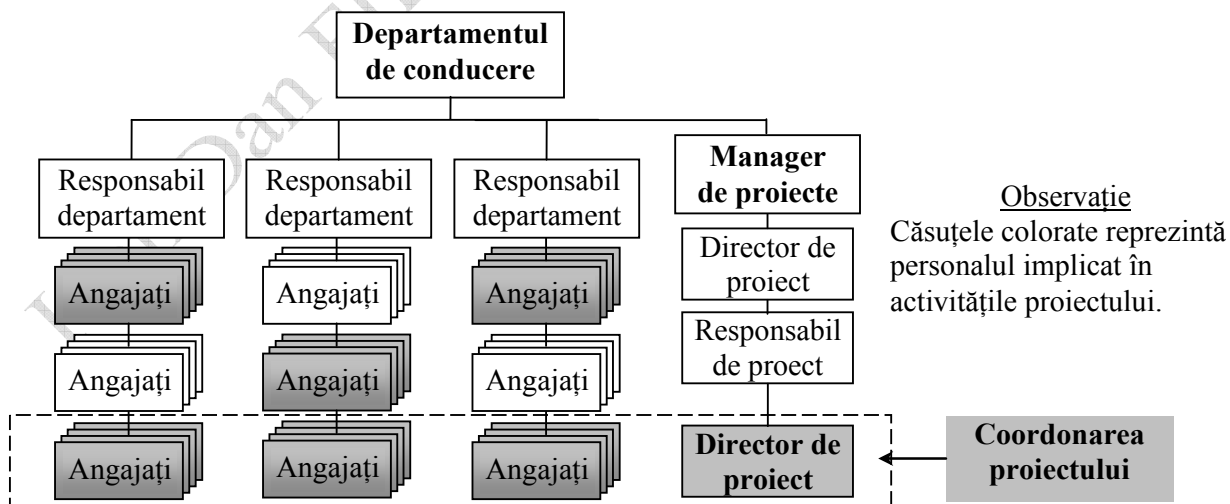 Departamentul
de conducere
Responsabil
departament
Responsabil
departament
Responsabil
departament
Manager
de proiecte
Angajați
Angajați
Angajați
Director de
proiect
Angajați
Angajați
Angajați
Responsabil
de proect
Angajați
Angajați
Angajați
Director de
proiect
Observație
Căsuțele colorate reprezintă
personalul implicat în
activitățile proiectului.
Coordonarea
proiectului
Dan